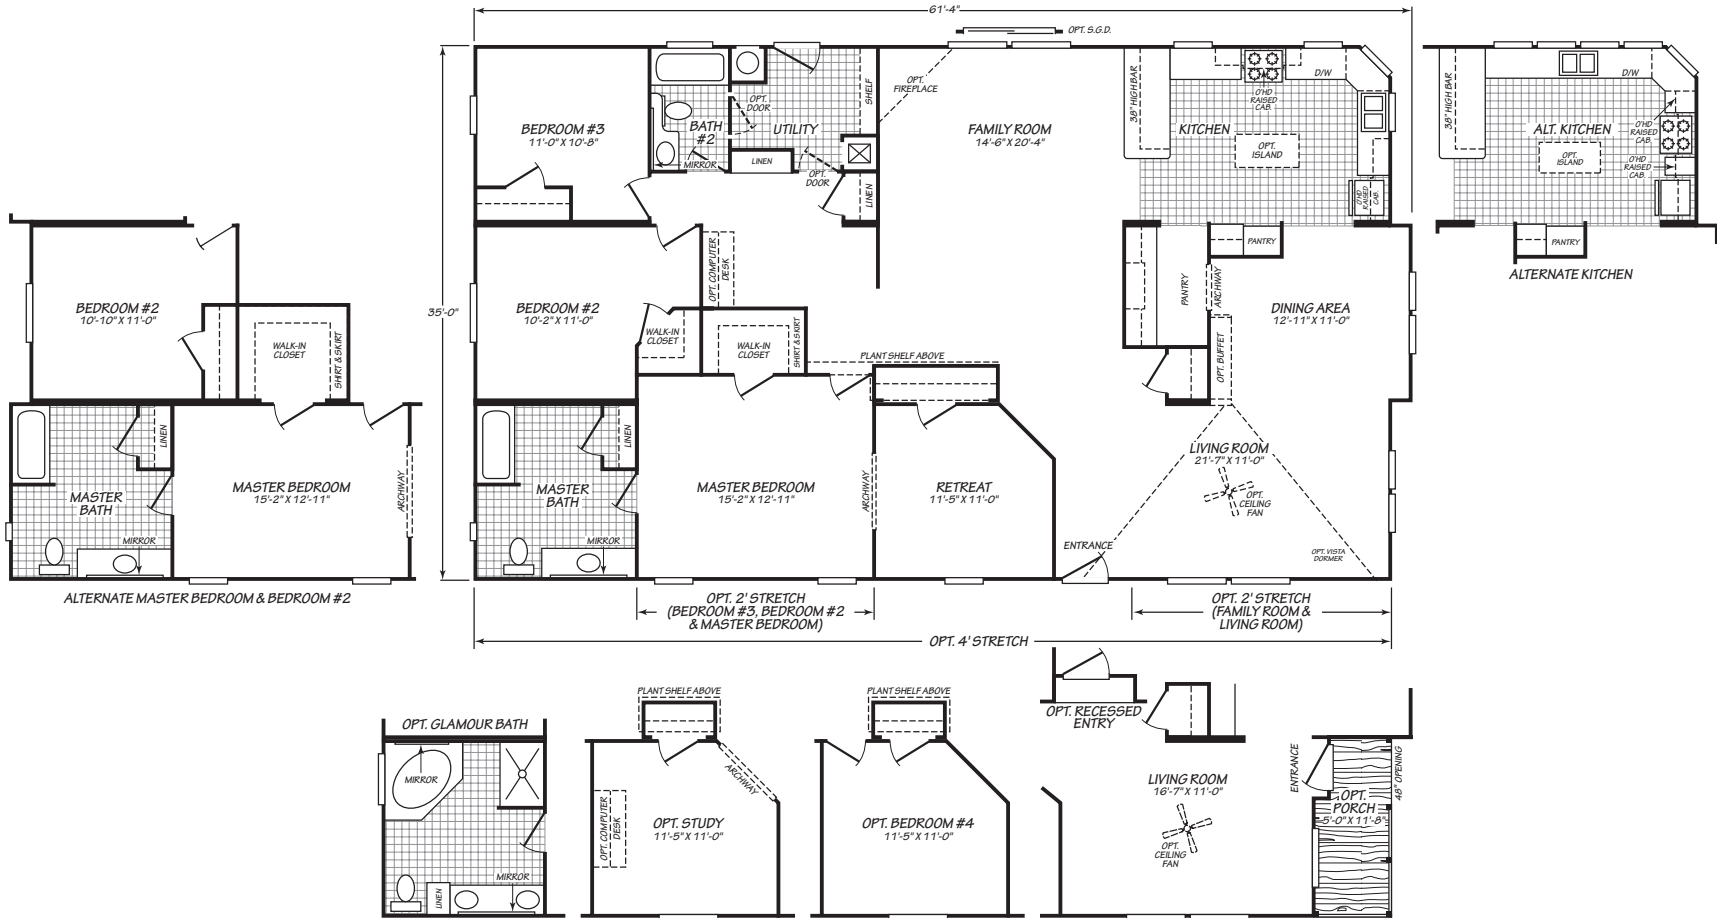 61'-4"
OPT. S.G.D.
35'-0"
BEDROOM #3
11'-0" X 10'-8"
BATH
#2
MIRROR
OPT.
DOOR
UTILITY
LINEN
OPT.
DOOR
SHELF
LINEN
OPT.
FIREPLACE
FAMILY ROOM
14'-6" X 20'-4"
38" HIGH BAR
KITCHEN
O'HD
RAISED
CAB.
D/W
OPT.
ISLAND
O'HD
RAISED
CAB.
PANTRY
PANTRY
ARCHWAY
OPT. BUFFET
DINING AREA
12'-11" X 11'-0"
BEDROOM #2
10'-2" X 11'-0"
OPT. COMPUTER
DESK
WALK-IN
CLOSET
WALK-IN
CLOSET
SHIRT & SKIRT
PLANT SHELF ABOVE
LINEN
MASTER
BATH
MIRROR
MASTER BEDROOM
15'-2" X 12'-11"
ARCHWAY
RETREAT
11'-5" X 11'-0"
LIVING ROOM
21'-7" X 11'-0"
OPT.
CEILING
FAN
ENTRANCE
OPT. VISTA
DORMER
OPT. 2' STRETCH
(BEDROOM #3, BEDROOM #2
& MASTER BEDROOM)
OPT. 2' STRETCH
(FAMILY ROOM &
LIVING ROOM)
OPT. 4' STRETCH
38" HIGH BAR
D/W
ALT. KITCHEN
OPT.
ISLAND
O'HD
RAISED
CAB.
O'HD
RAISED
CAB.
PANTRY
ALTERNATE KITCHEN
BEDROOM #2
10'-10" X 11'-0"
WALK-IN
CLOSET
SHIRT & SKIRT
LINEN
MASTER
BATH
MIRROR
MASTER BEDROOM
15'-2" X 12'-11"
ARCHWAY
ALTERNATE MASTER BEDROOM & BEDROOM #2
OPT. GLAMOUR BATH
MIRROR
LINEN
MIRROR
PLANT SHELF ABOVE
ARCHWAY
OPT. COMPUTER
DESK
OPT. STUDY
11'-5" X 11'-0"
PLANT SHELF ABOVE
OPT. BEDROOM #4
11'-5" X 11'-0"
OPT. RECESSED
ENTRY
LIVING ROOM
16'-7" X 11'-0"
OPT.
CEILING
FAN
ENTRANCE
OPT.
PORCH
5'-0" X 11'-8"
48" OPENING